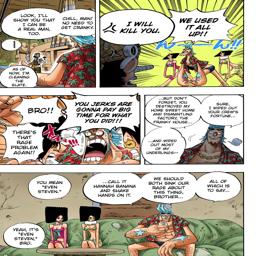 WE USED
IT ALL
UP!!
I WILL
KILL YOU.
CHILL, MAN!
NO NEED TO
GET CRANKY.
LOOK, I'LL
SHOW YOU
THAT I CAN
BE A REAL
MAN, TOO.
AS OF
NOW, I'M
CLEANING
THE
SLATE.
SURE, I
WIPED OUT
YOUR CREW'S
FORTUNE...
...BUT DON'T
FORGET, YOU
DESTROYED MY
HOME SWEET
HOME AND
DISMANTLING
FACTORY, THE
FRANKY HOUSE...
...AND WIPED
OUT MOST
OF MY
UNDERLINGS--
YOU JERKS ARE
GONNA PAY BIG
TIME FOR WHAT
YOU DID!!!
BRO!!
THERE'S
THAT RAGE
PROBLEM
AGAIN!!
ALL OF
WHICH IS
TO SAY...
WE SHOULD
BOTH SINK OUR
RAGE ABOUT
THIS THING,
BROTHER...
...CALL IT
HANNAH BANANA
AND SHAKE
HANDS ON IT.
YOU MEAN
"EVEN
STEVEN."
YEAH, IT'S
"EVEN
STEVEN,"
BRO.